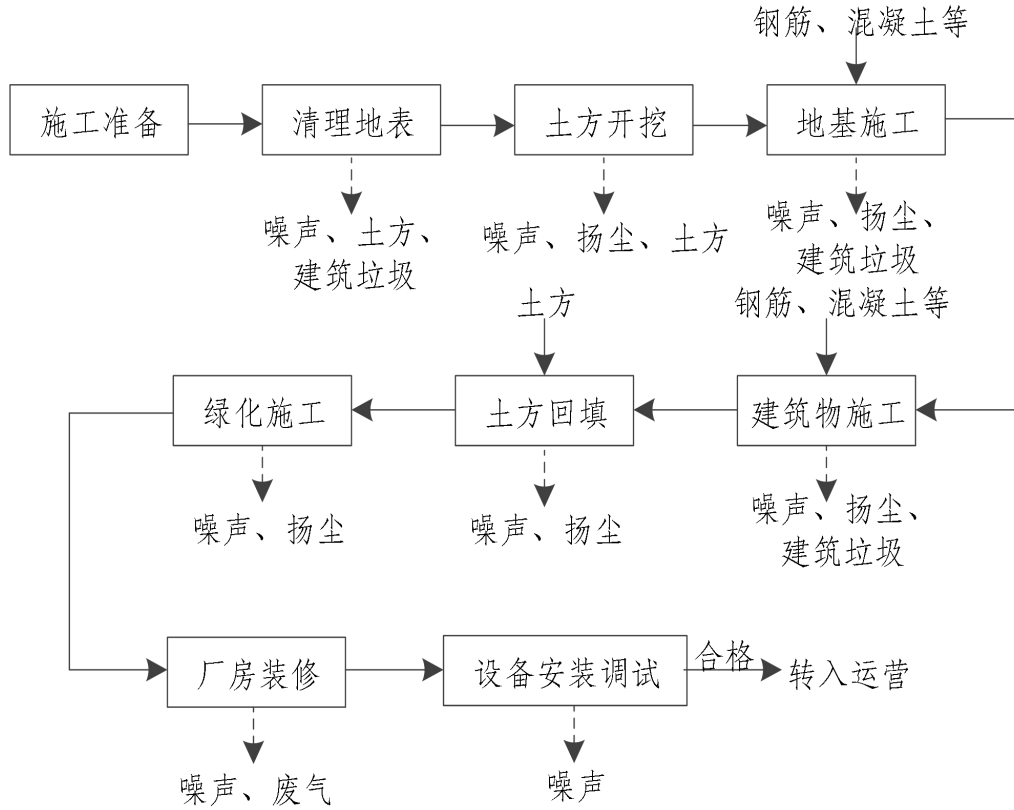 钢筋、混凝土等
施工准备
清理地表
土方开挖
地基施工
噪声、土方、
建筑垃圾
噪声、扬尘、土方
噪声、扬尘、
建筑垃圾
土方
钢筋、混凝土等
绿化施工
土方回填
建筑物施工
噪声、扬尘
噪声、扬尘
噪声、扬尘、
建筑垃圾
厂房装修
设备安装调试
合格
转入运营
噪声、废气
噪声